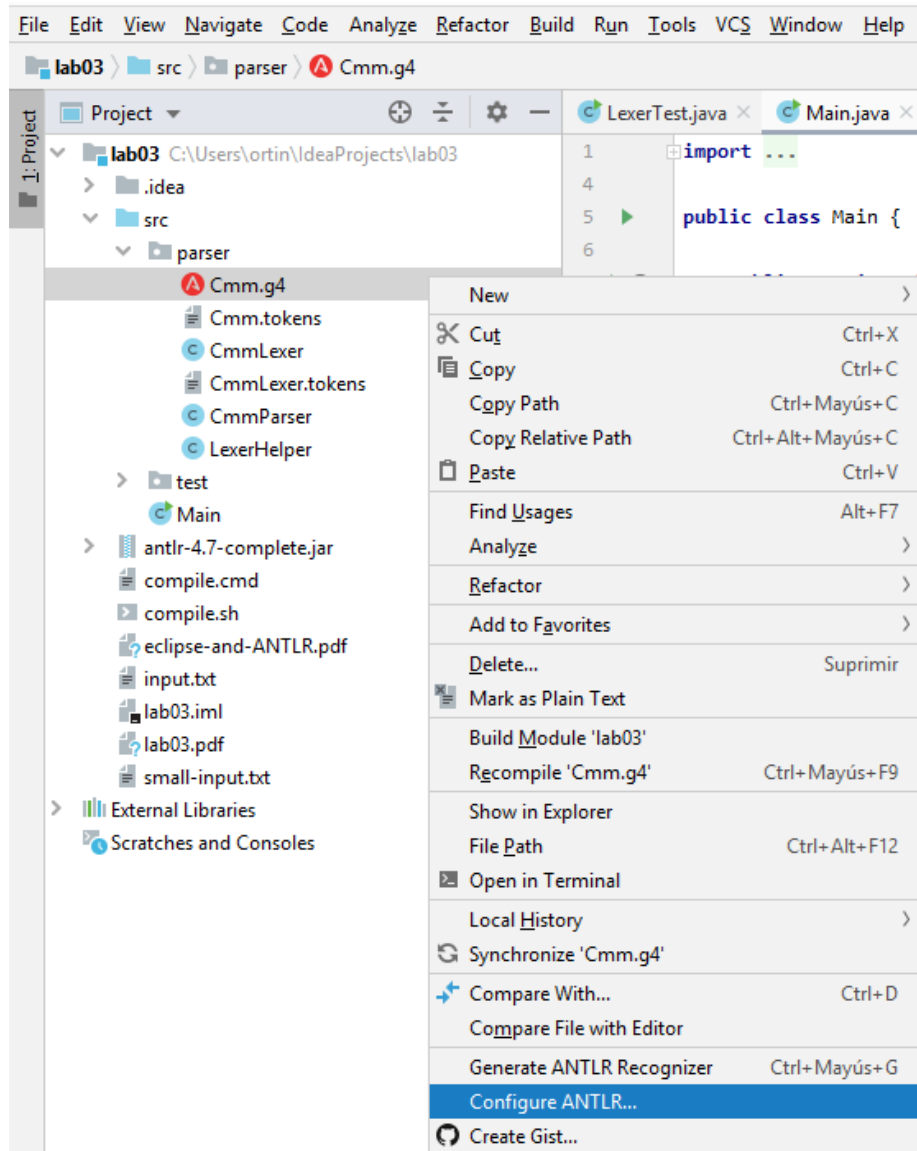 File Edit View Navigate Code Analyze Refactor Build Run Tools VCS Window Help
lab03 src parser Cmm.g4
1: Project
Project
LexerTest.java Main.java
lab03 C:\Users\ortin\IdeaProjects\lab03
.idea
src
parser
Cmm.g4
Cmm.tokens
CmmLexer
CmmLexer.tokens
CmmParser
LexerHelper
test
Main
antlr-4.7-complete.jar
compile.cmd
compile.sh
eclipse-and-ANTLR.pdf
input.txt
lab03.iml
lab03.pdf
small-input.txt
External Libraries
Scratches and Consoles
1 import ...
4
5 public class Main {
6
New
Cut Ctrl+X
Copy Ctrl+C
Copy Path Ctrl+Mayús+C
Copy Relative Path Ctrl+Alt+Mayús+C
Paste Ctrl+V
Find Usages Alt+F7
Analyze
Refactor
Add to Favorites
Delete... Suprimir
Mark as Plain Text
Build Module 'lab03'
Recompile 'Cmm.g4' Ctrl+Mayús+F9
Show in Explorer
File Path Ctrl+Alt+F12
Open in Terminal
Local History
Synchronize 'Cmm.g4'
Compare With... Ctrl+D
Compare File with Editor
Generate ANTLR Recognizer Ctrl+Mayús+G
Configure ANTLR...
Create Gist...